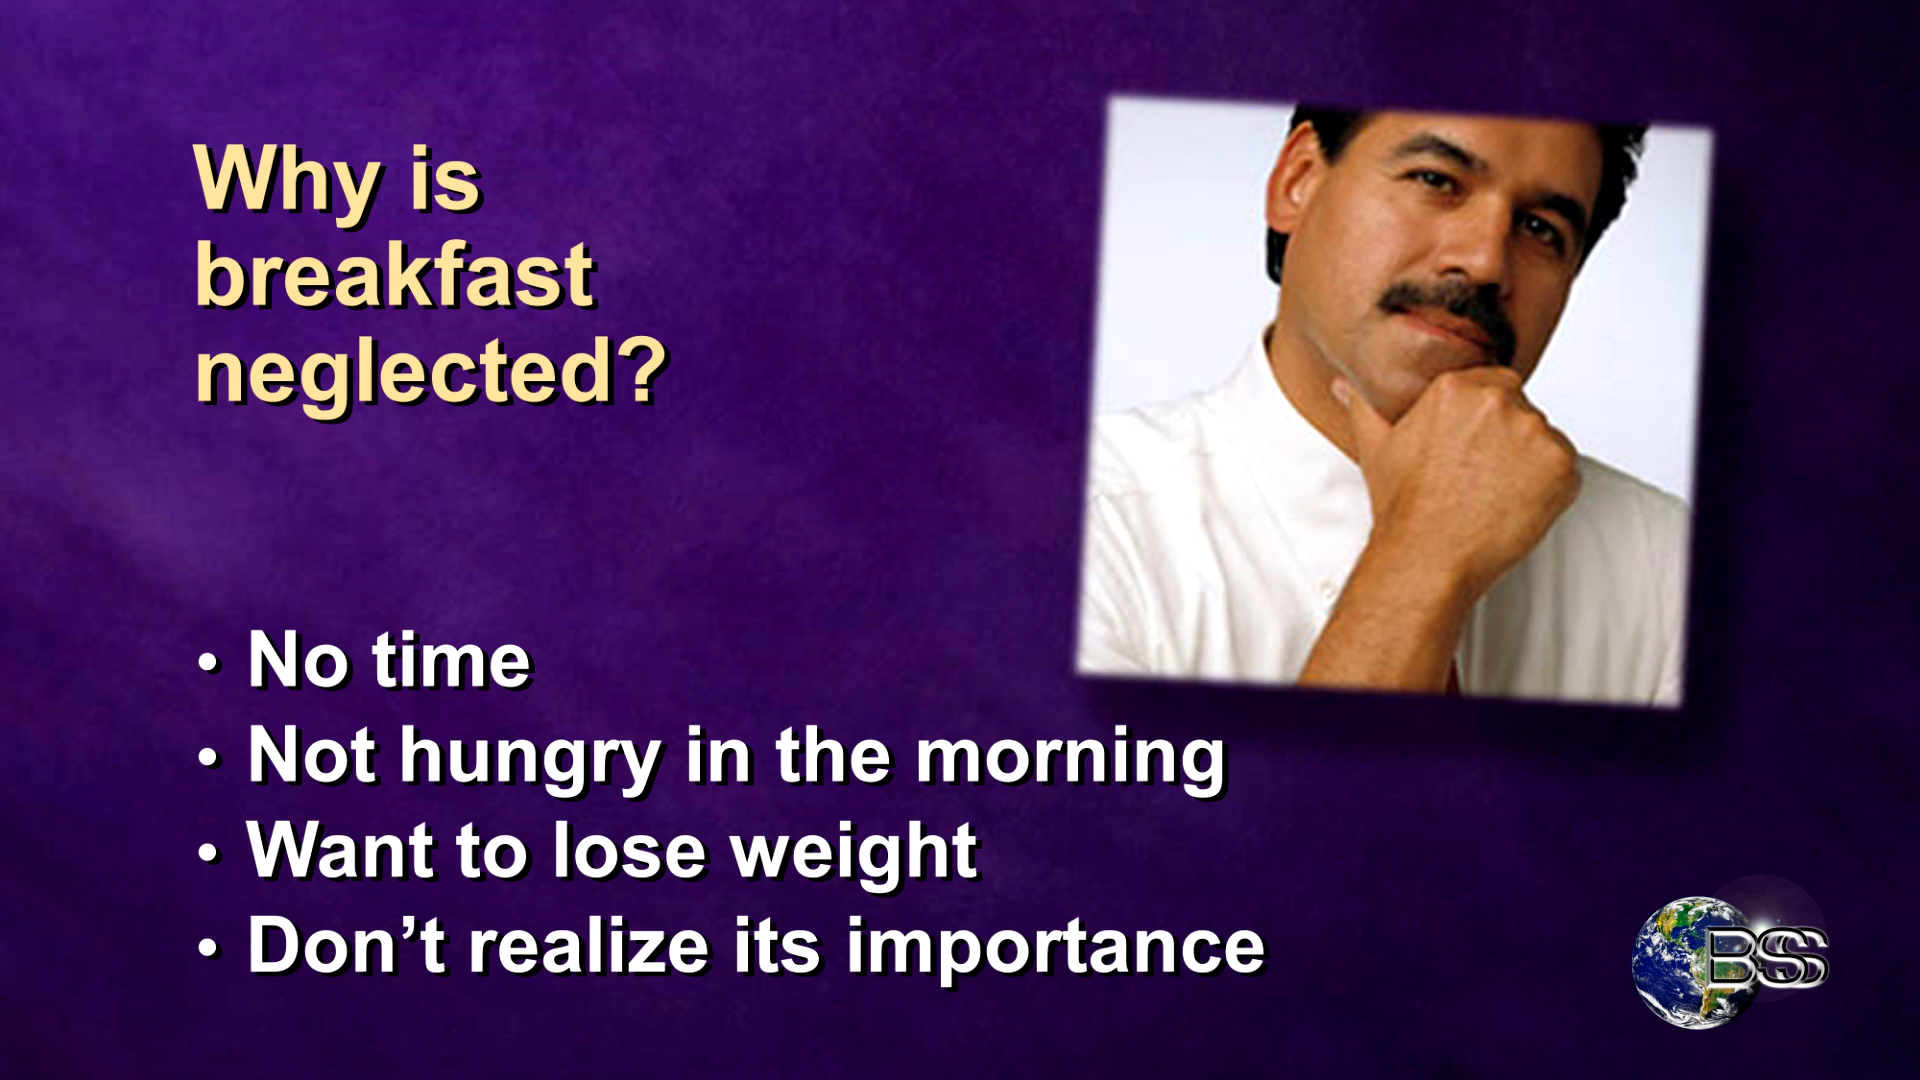 Why is
breakfast
neglected?
• No time
• Not hungry in the morning
• Want to lose weight
• Don’t realize its importance
BSS